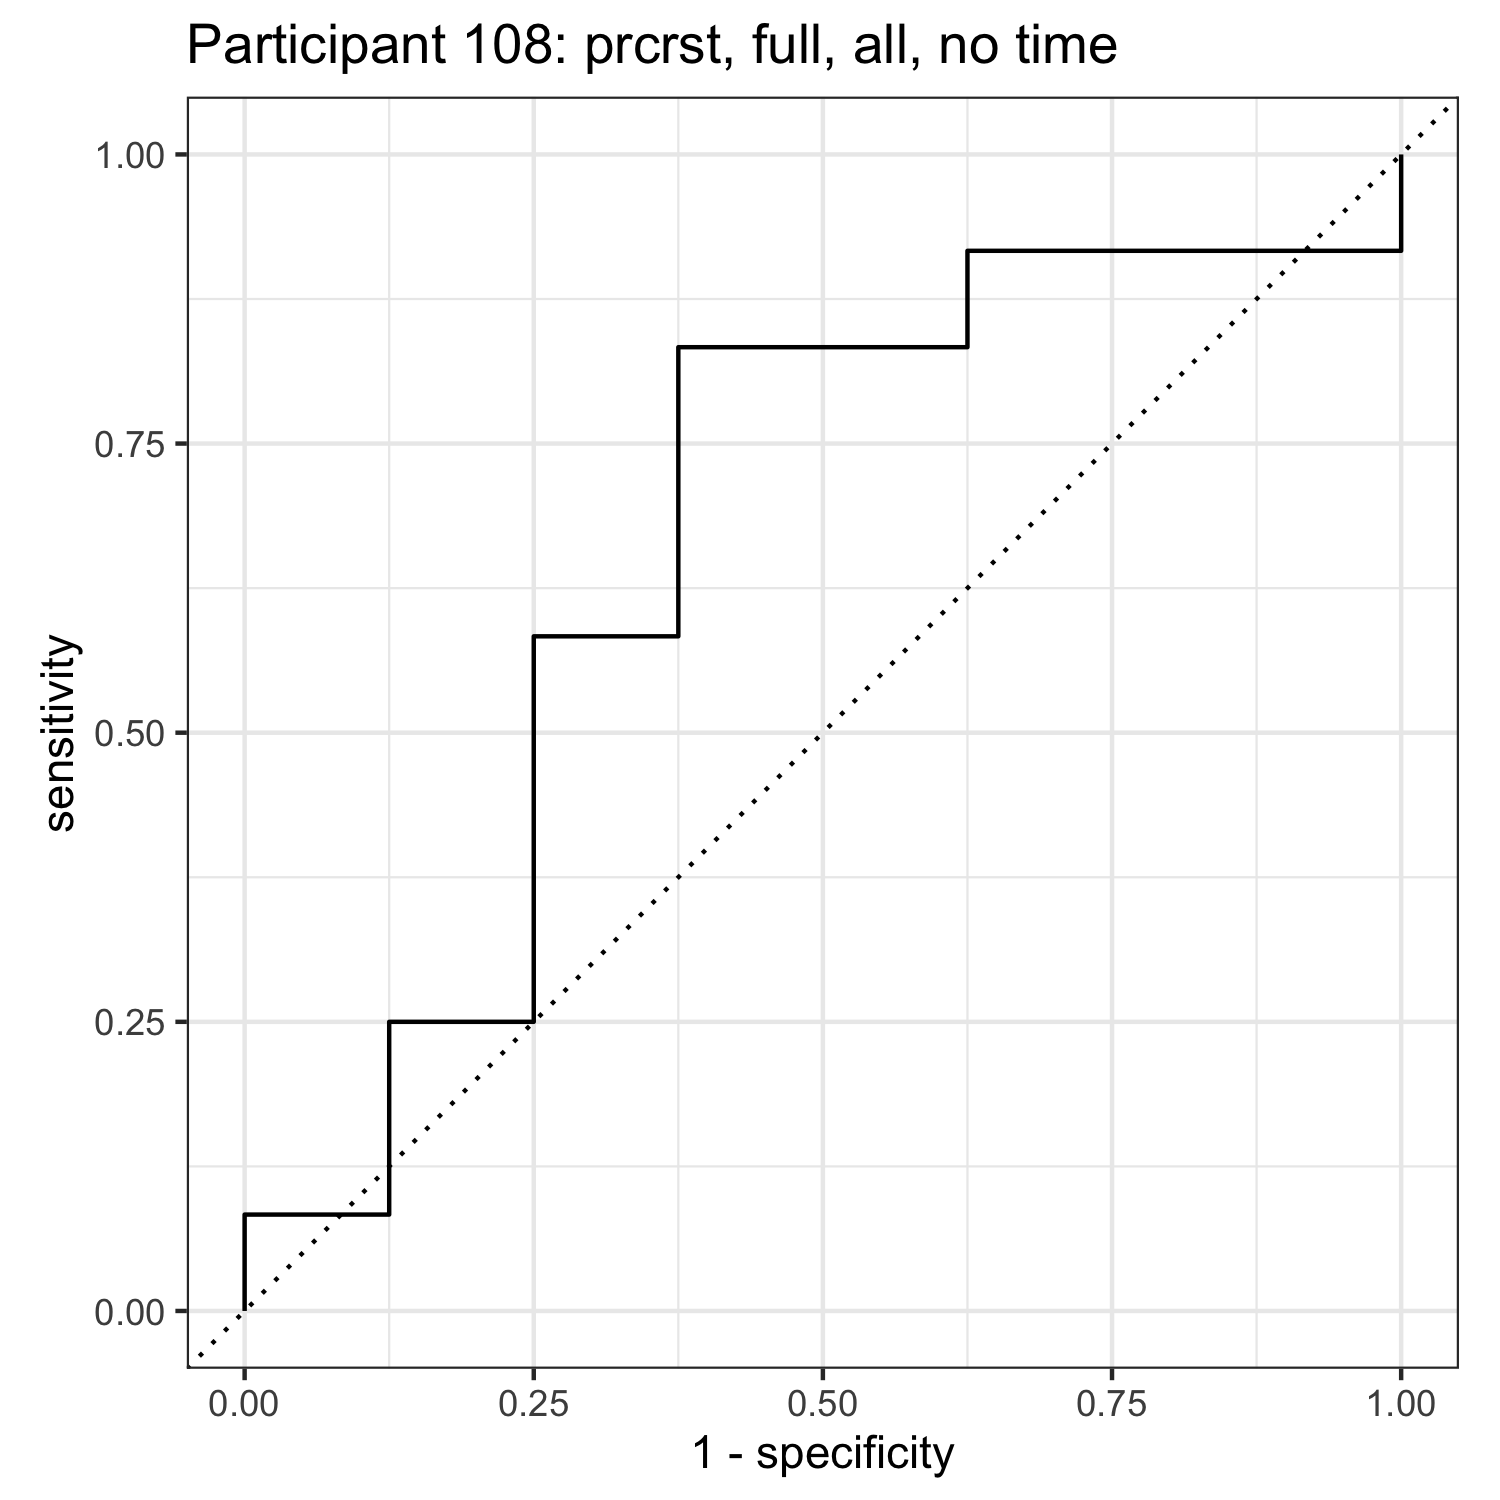 Participant 108: prcrst, full, all, no time
1.00
0.75
0.50
0.25
0.00
sensitivity
0.00 0.25 0.50 0.75 1.00
1 - specificity